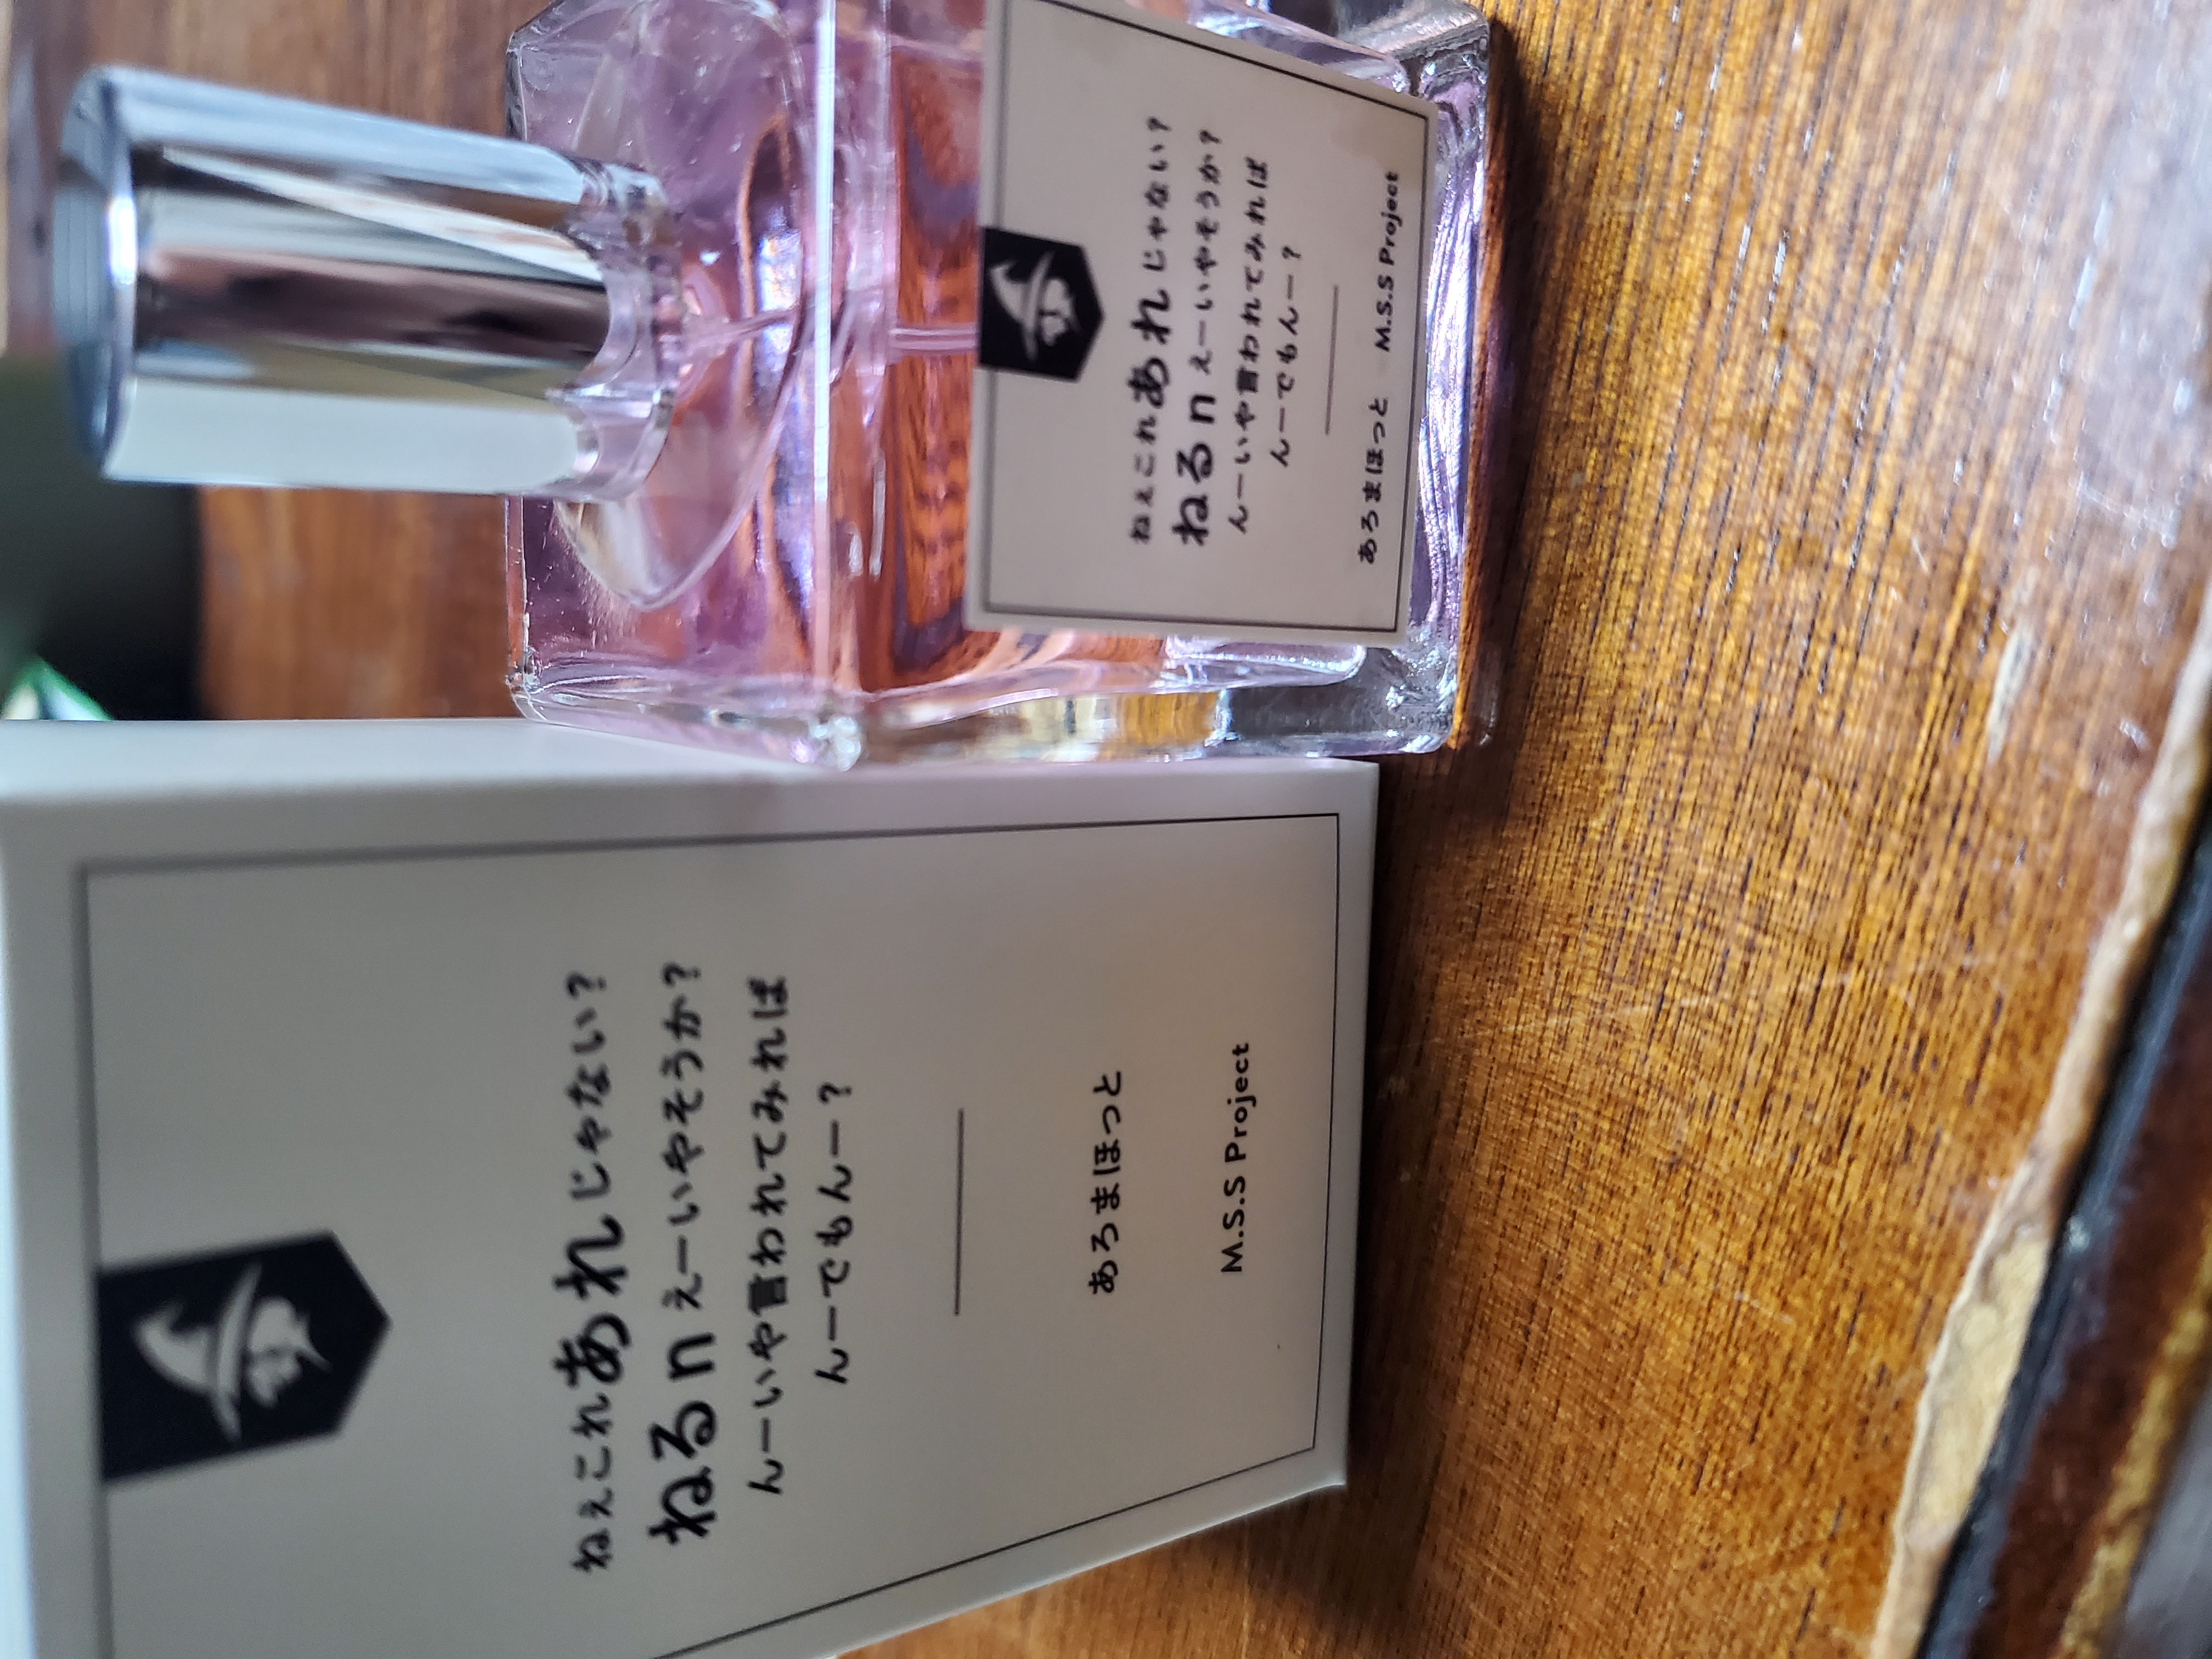 ねぇこれあれじゃない?
ねるnえーいやそうか?
んーいや言われてみれば
んーでもんー?
あろまほっと
M.S.S Project
ねぇこれあれじゃない?
ねるnえーいやそうか?
んーいや言われてみれば
んーでもんー?
あろまほっと M.S.S Project